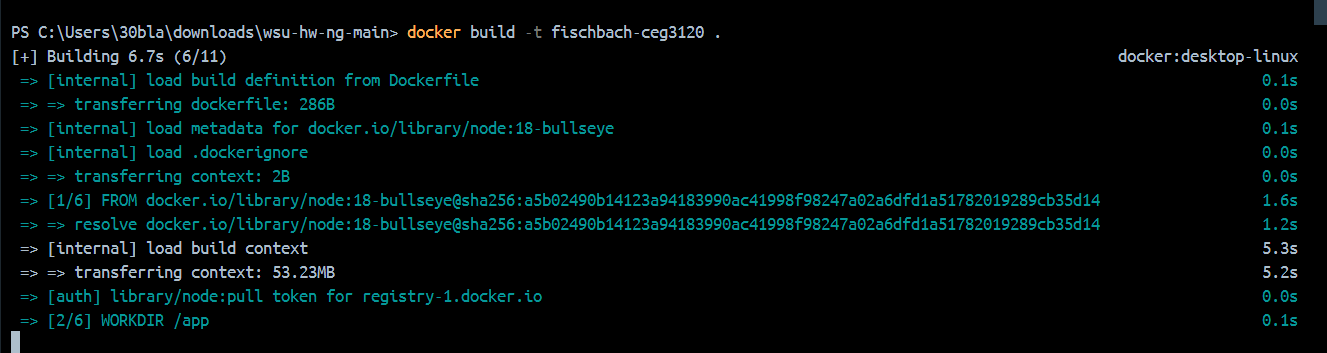 PS C:\Users\30bla\downloads\wsu-hw-ng-main> docker build -t fischbach-ceg3120 .
[+] Building 6.7s (6/11) docker:desktop-linux
=> [internal] load build definition from Dockerfile 0.1s
=> => transferring dockerfile: 286B 0.0s
=> [internal] load metadata for docker.io/library/node:18-bullseye 0.1s
=> [internal] load .dockerignore 0.0s
=> => transferring context: 2B 0.0s
=> [1/6] FROM docker.io/library/node:18-bullseye@sha256:a5b02490b14123a94183990ac41998f98247a02a6dfd1a51782019289cb35d14 1.6s
=> => resolve docker.io/library/node:18-bullseye@sha256:a5b02490b14123a94183990ac41998f98247a02a6dfd1a51782019289cb35d14 1.2s
=> [internal] load build context 5.3s
=> => transferring context: 53.23MB 5.2s
=> [auth] library/node:pull token for registry-1.docker.io 0.0s
=> [2/6] WORKDIR /app 0.1s